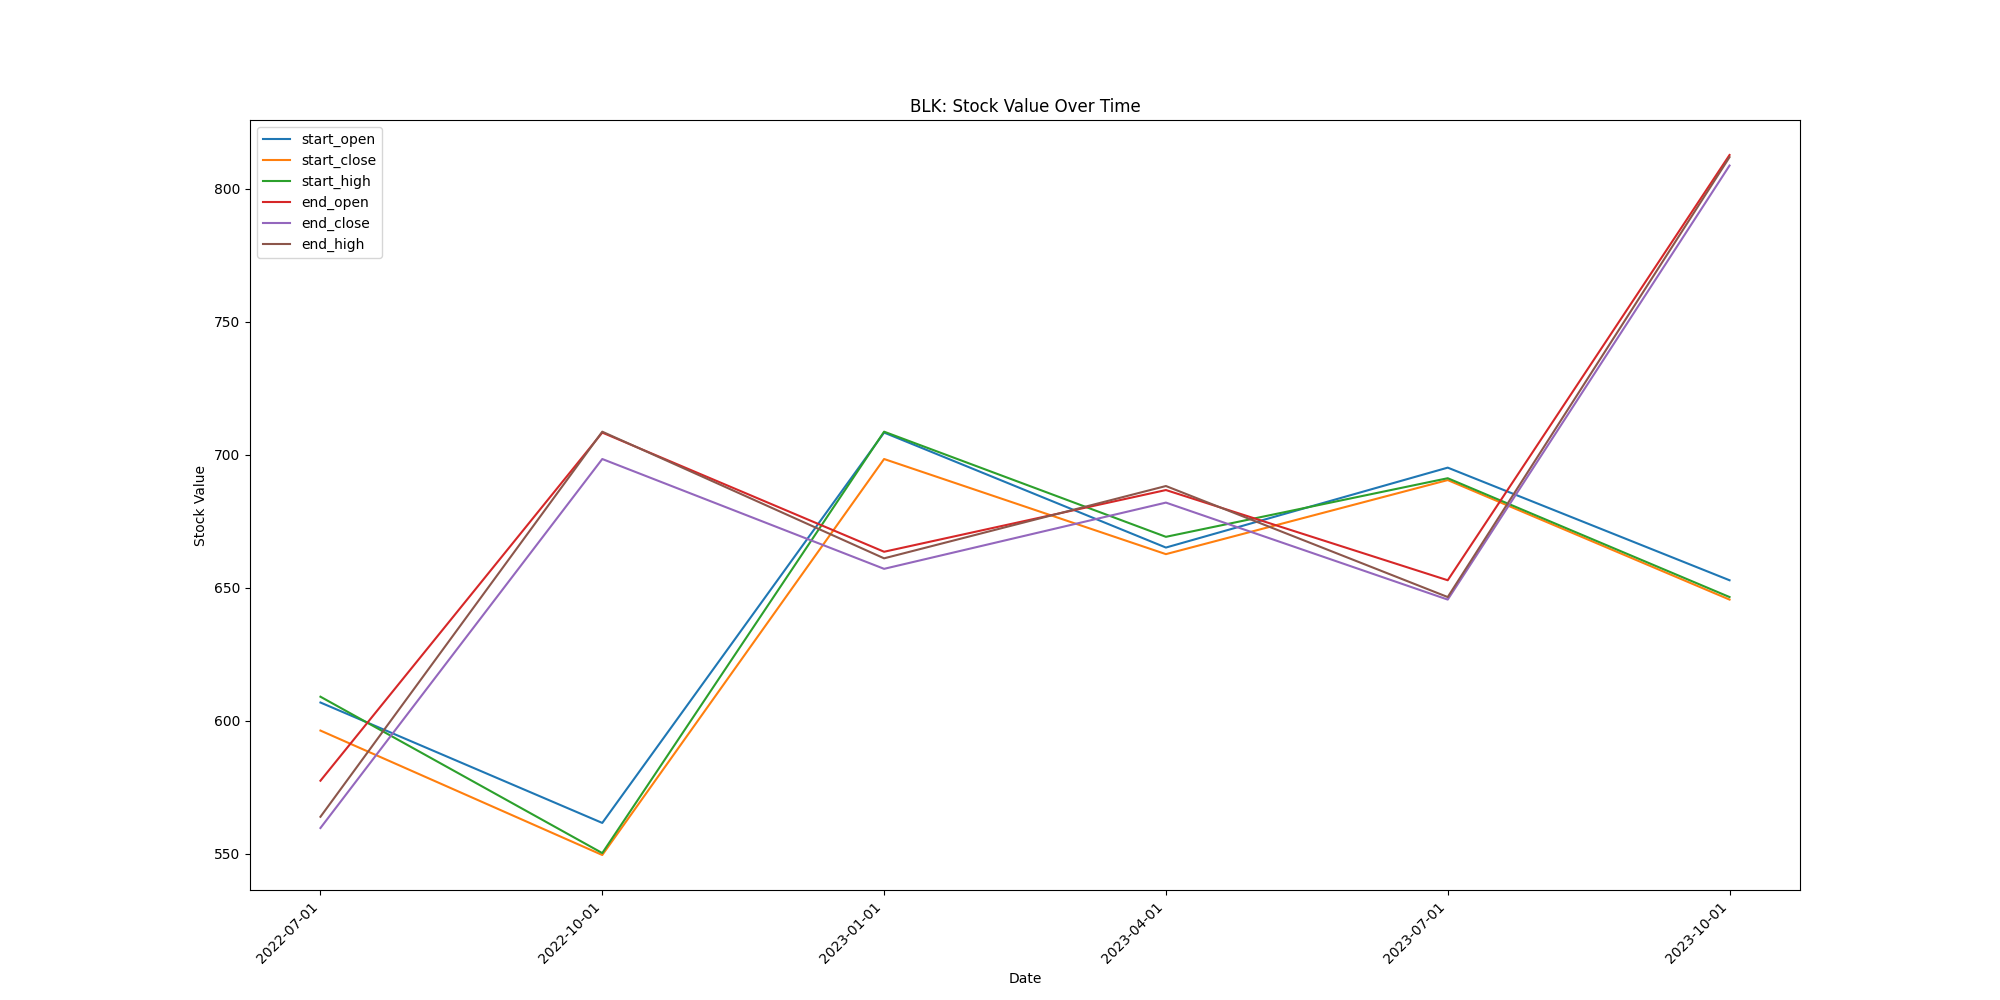 BLK: Stock Value Over Time
start_open
start_close
start_high
end_open
end_close
end_high
Stock Value
800
750
700
650
600
550
2022-07-01
2022-10-01
2023-01-01
2023-04-01
2023-07-01
2023-10-01
Date